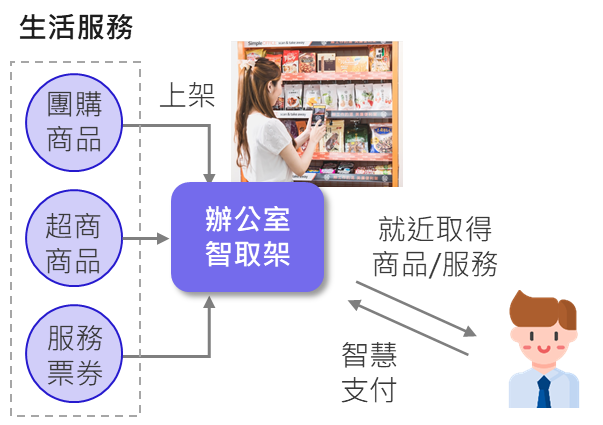 生活服務
團購
商品
上架
超商
商品
辦公室
智取架
服務
票券
就近取得
商品/服務
智慧
支付
Simple